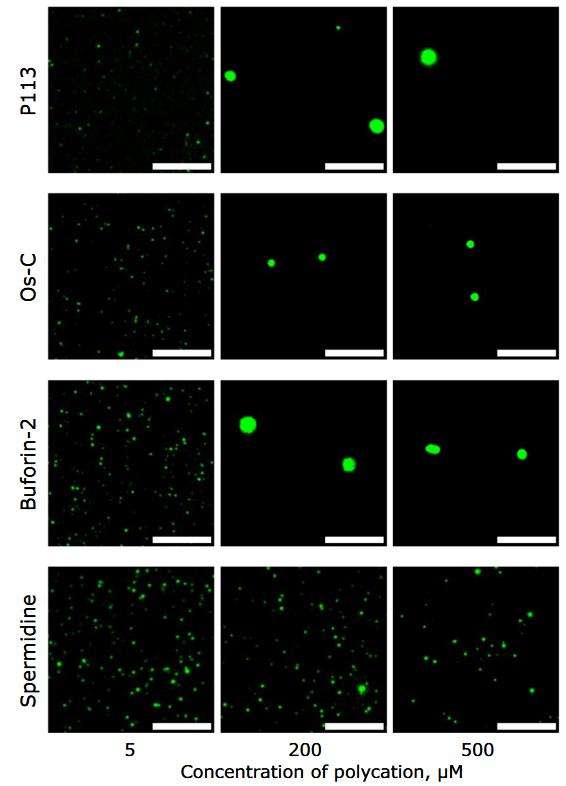 P113
Os-C
Buforin-2
Spermidine
5 200 500
Concentration of polycation, µM